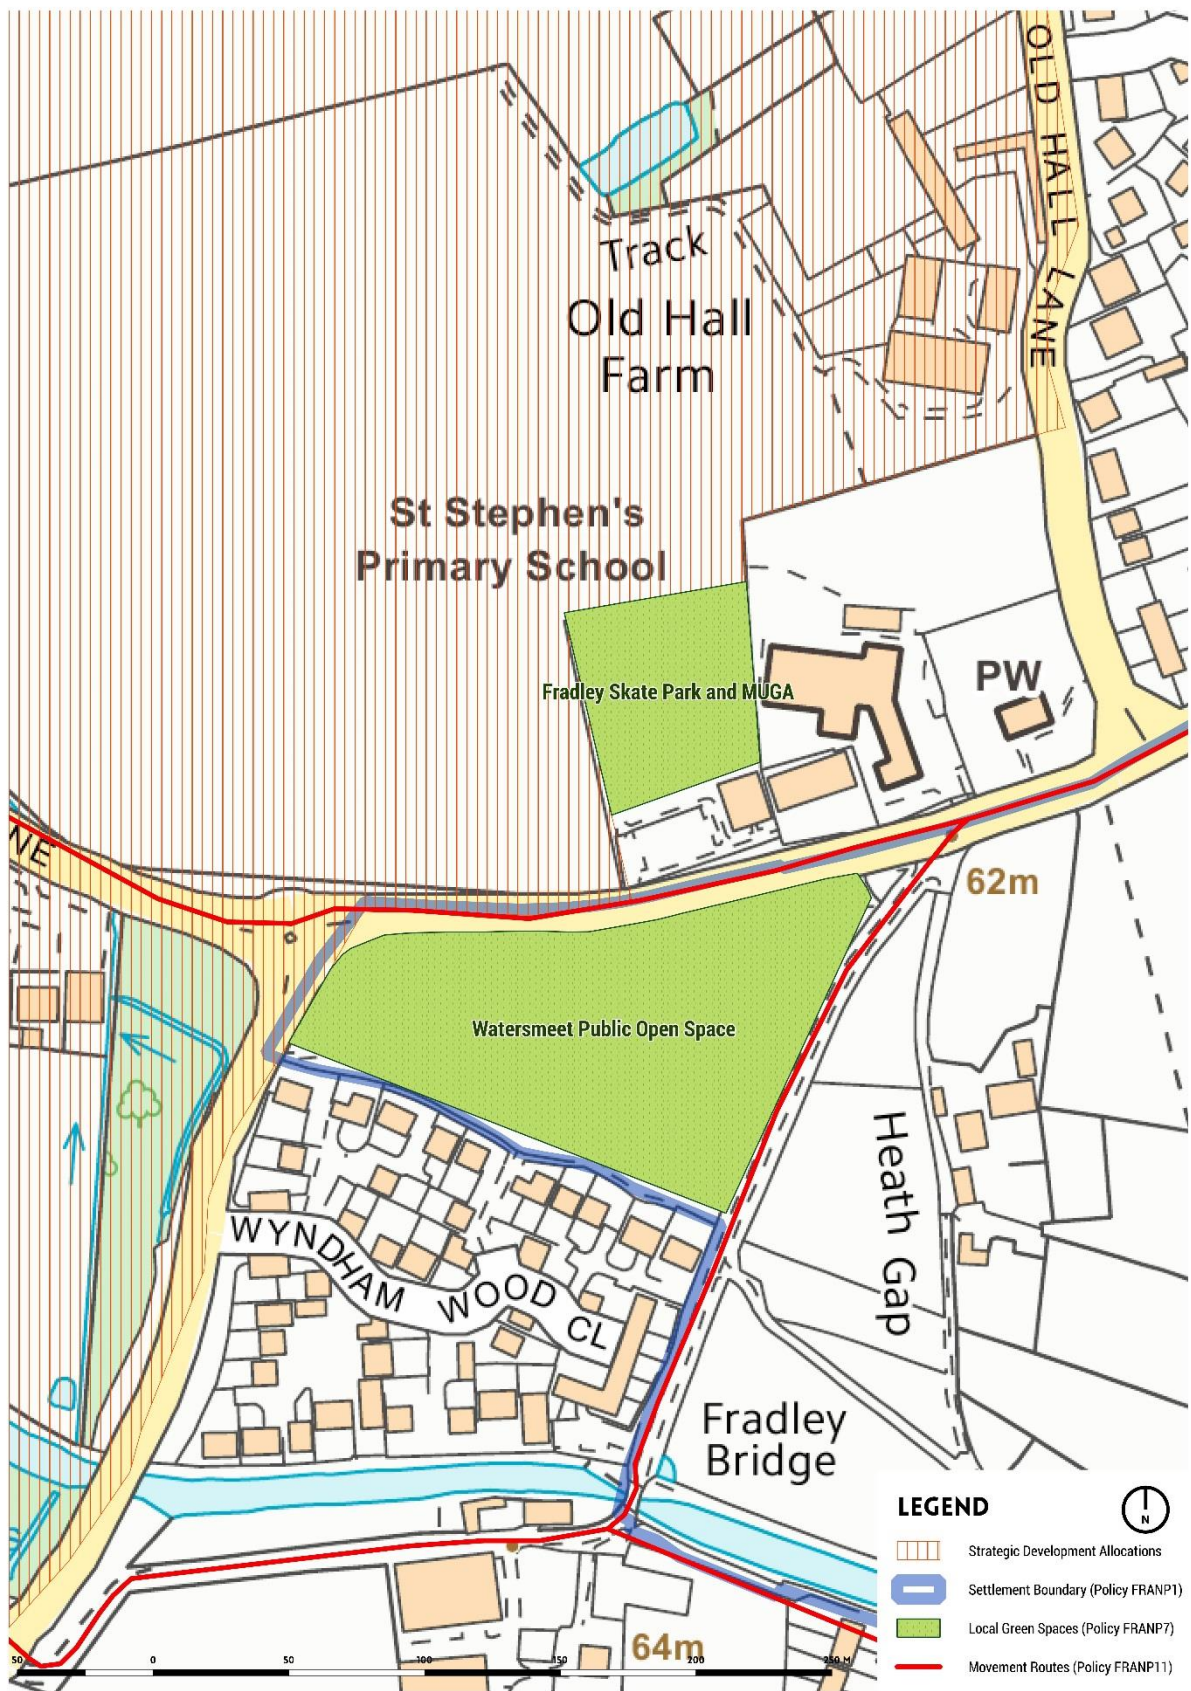 OLD HALL LANE
Track
Old Hall
Farm
St Stephen's
Primary School
Fradley Skate Park and MUGA
PW
NE
62m
Watersmeet Public Open Space
Heath Gap
WYNDHAM WOOD CL
Fradley
Bridge
LEGEND
N
Strategic Development Allocations
Settlement Boundary (Policy FRANP1)
Local Green Spaces (Policy FRANP7)
Movement Routes (Policy FRANP11)
64m
50 0 50 100 150 200 250 M